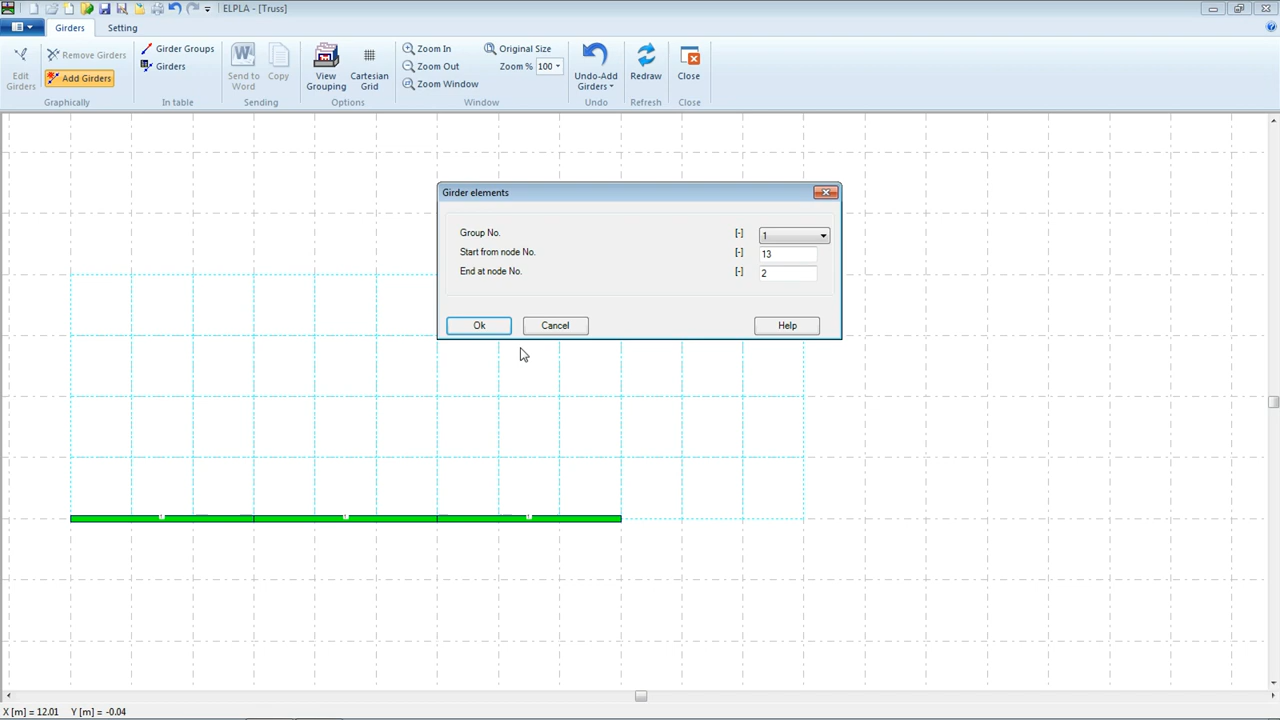 ELPLA - [Truss]
Girders Setting
Edit Girders
Remove Girders
Add Girders
Graphically
Girder Groups
Girders
In table
Send to Word
Copy
Sending
View Grouping
Cartesian Grid
Options
Zoom In
Zoom Out
Zoom Window
Original Size
Zoom % 100
Window
Undo-Add Girders
Undo
Redraw
Refresh
Close
Close
Girder elements
Group No. [-] 1
Start from node No. [-] 13
End at node No. [-] 2
Ok Cancel Help
X [m] = 12.01 Y [m] = -0.04